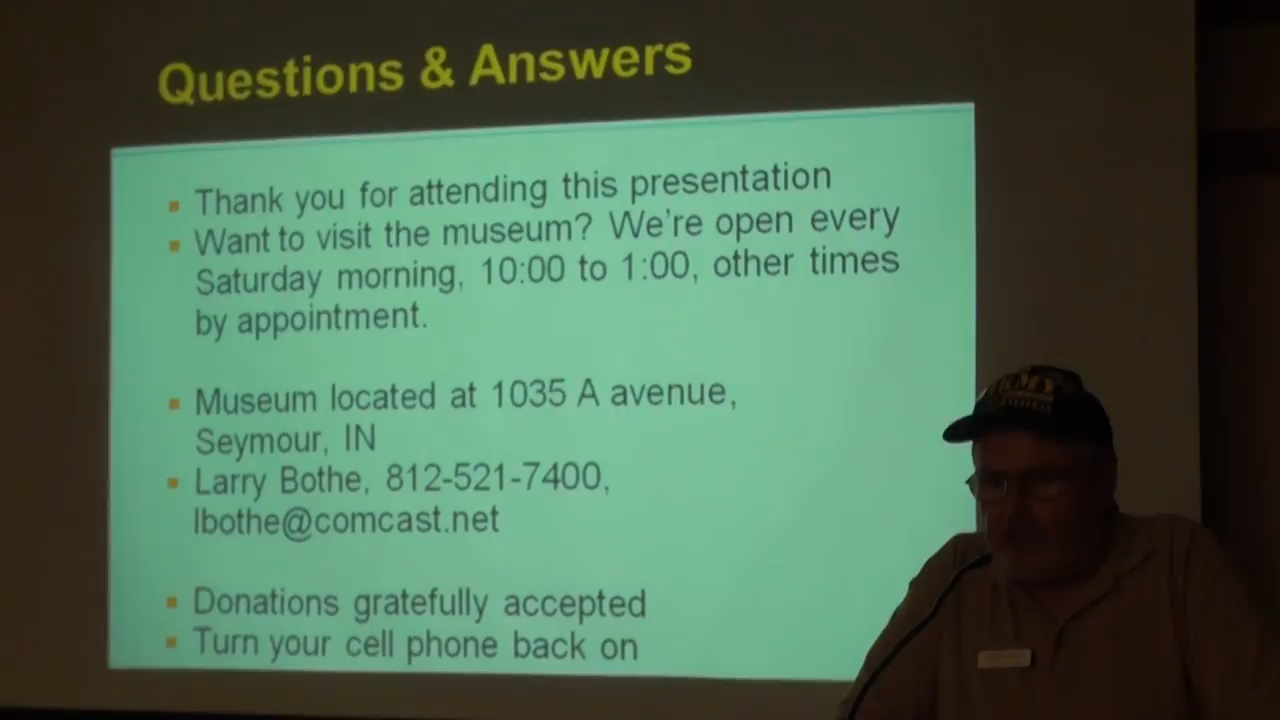 Questions & Answers
▪ Thank you for attending this presentation
▪ Want to visit the museum? We're open every
Saturday morning, 10:00 to 1:00, other times
by appointment.
▪ Museum located at 1035 A avenue,
Seymour, IN
▪ Larry Bothe, 812-521-7400,
lbothe@comcast.net
▪ Donations gratefully accepted
▪ Turn your cell phone back on